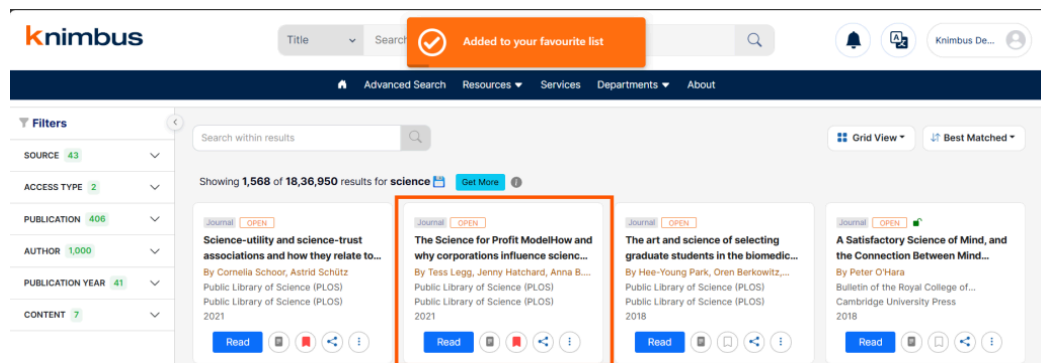 knimbus
Title
Search
Added to your favourite list
Knimbus De...
Advanced Search Resources Services Departments About
Filters
SOURCE 43
ACCESS TYPE 2
PUBLICATION 406
AUTHOR 1,000
PUBLICATION YEAR 41
CONTENT 7
Search within results
Grid View
Best Matched
Showing 1,568 of 18,36,950 results for science Get More
Journal OPEN
Science-utility and science-trust
associations and how they relate to...
By Cornelia Schoor, Astrid Schütz
Public Library of Science (PLOS)
Public Library of Science (PLOS)
2021
Read
Journal OPEN
The Science for Profit ModelHow and
why corporations influence scienc...
By Tess Legg, Jenny Hatchard, Anna B....
Public Library of Science (PLOS)
Public Library of Science (PLOS)
2021
Read
Journal OPEN
The art and science of selecting
graduate students in the biomedic...
By Hee-Young Park, Oren Berkowitz,...
Public Library of Science (PLOS)
Public Library of Science (PLOS)
2018
Read
Journal OPEN
A Satisfactory Science of Mind, and
the Connection Between Mind...
By Peter O'Hara
Bulletin of the Royal College of...
Cambridge University Press
2018
Read